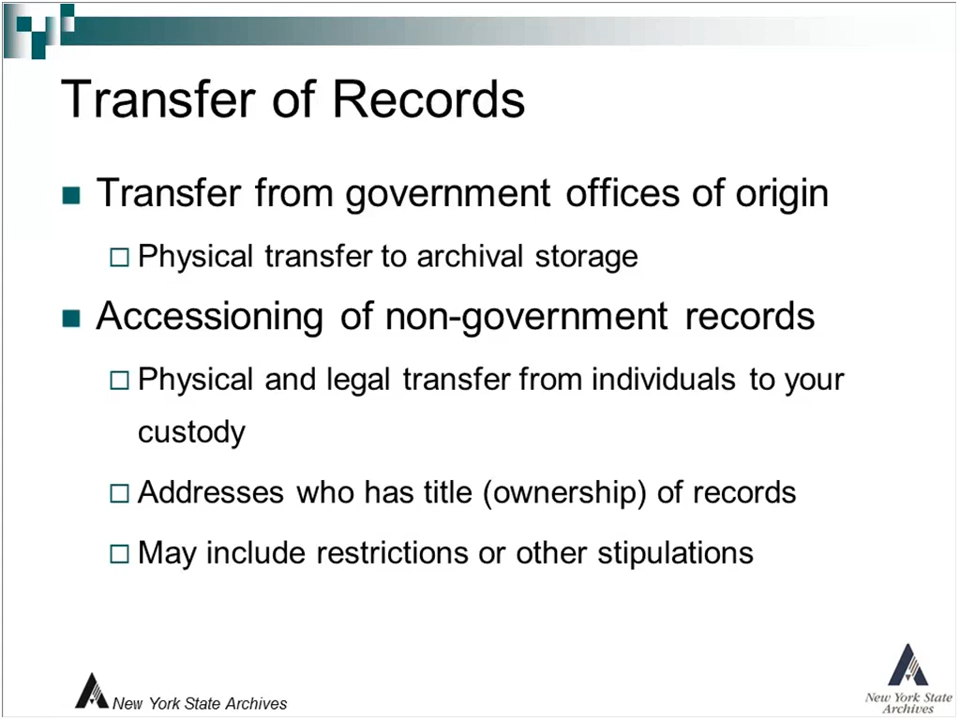 Transfer of Records
Transfer from government offices of origin
Physical transfer to archival storage
Accessioning of non-government records
Physical and legal transfer from individuals to your
custody
Addresses who has title (ownership) of records
May include restrictions or other stipulations
New York State Archives
New York State
Archives